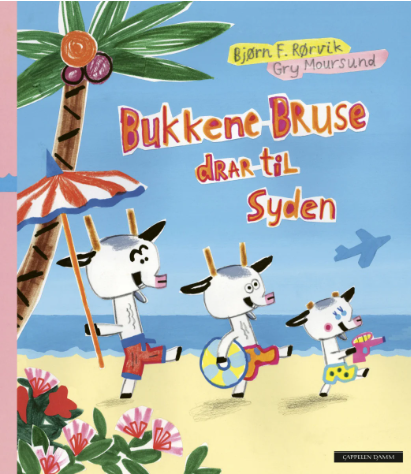 Bjørn F. Rørvik
Gry Moursund
BUKKENE BRUSE
DRAR til
Syden
CAPPELEN DAMM